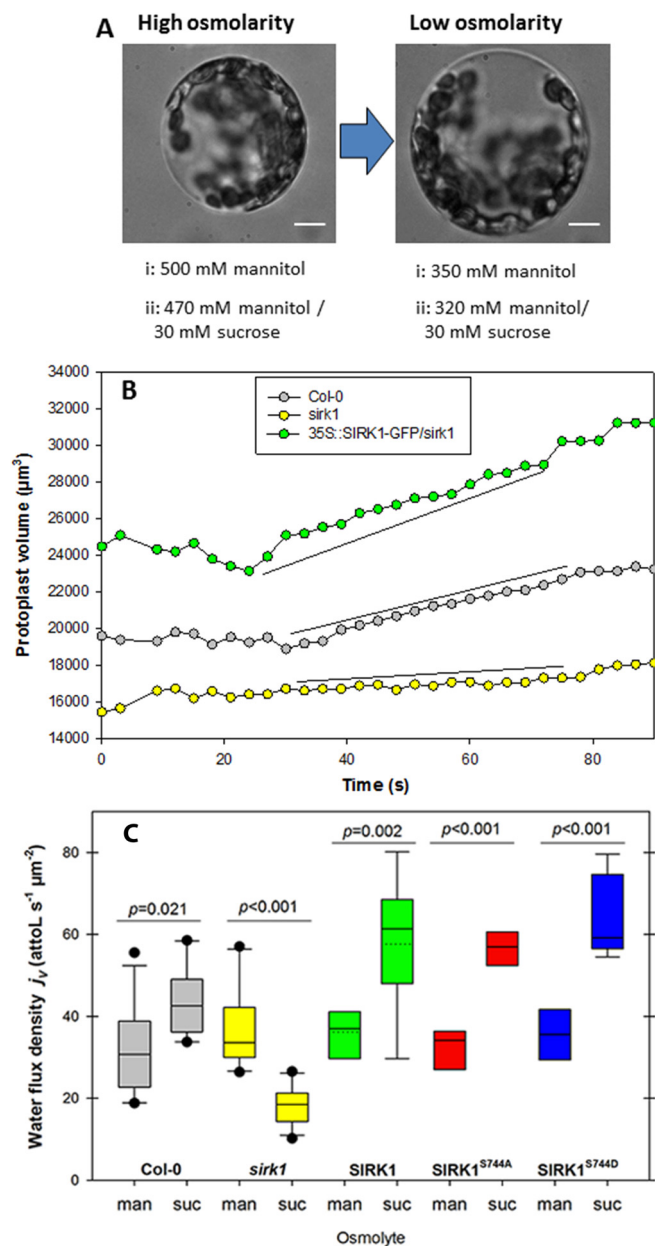 A
High osmolarity
Low osmolarity
i: 500 mM mannitol
i: 350 mM mannitol
ii: 470 mM mannitol /
30 mM sucrose
ii: 320 mM mannitol/
30 mM sucrose
B
Col-0
sirk1
35S::SIRK1-GFP/sirk1
Protoplast volume (µm³)
34000
32000
30000
28000
26000
24000
22000
20000
18000
16000
14000
0 20 40 60 80
Time (s)
C
Water flux density jᵥ (attoL s⁻¹ µm⁻²)
80
60
40
20
0
p=0.021
p<0.001
p=0.002
p<0.001
p<0.001
Col-0 sirk1 SIRK1 SIRK1ˢ⁷⁴⁴ᴬ SIRK1ˢ⁷⁴⁴ᴰ
man suc man suc man suc man suc man suc
Osmolyte